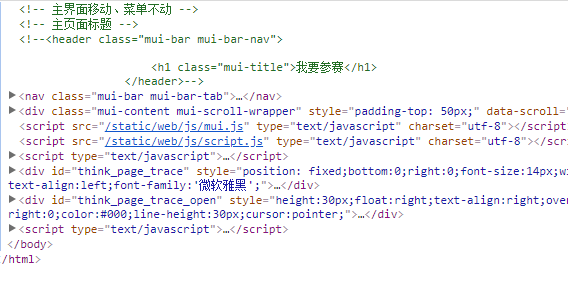 <!-- 主界面移动、菜单不动 -->
<!-- 主页面标题 -->
<!--<header class="mui-bar mui-bar-nav">
<h1 class="mui-title">我要参赛</h1>
</header>-->
<nav class="mui-bar mui-bar-tab">…</nav>
<div class="mui-content mui-scroll-wrapper" style="padding-top: 50px;" data-scroll="
<script src="/static/web/js/mui.js" type="text/javascript" charset="utf-8"></script
<script src="/static/web/js/script.js" type="text/javascript" charset="utf-8"></sc
<script type="text/javascript">…</script>
<div id="think_page_trace" style="position: fixed;bottom:0;right:0;font-size:14px;wi
text-align:left;font-family:'微软雅黑';">…</div>
<div id="think_page_trace_open" style="height:30px;float:right;text-align:right;over
right:0;color:#000;line-height:30px;cursor:pointer;">…</div>
<script type="text/javascript">…</script>
</body>
/html>